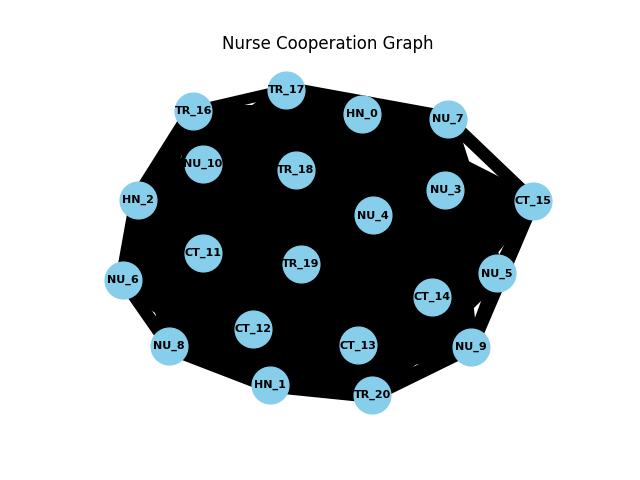 Nurse Cooperation Graph
TR_17
TR_16
HN_0
NU_7
NU_10
TR_18
NU_3
HN_2
CT_15
NU_4
CT_11
TR_19
NU_5
NU_6
CT_14
CT_12
NU_8
CT_13
NU_9
HN_1
TR_20